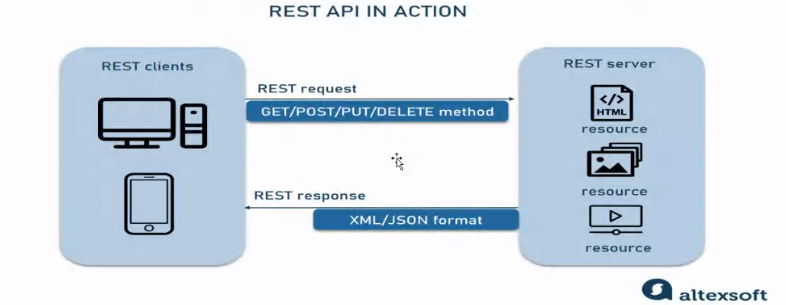 REST API IN ACTION
REST clients
REST request
GET/POST/PUT/DELETE method
REST response
XML/JSON format
REST server
</>
HTML
resource
resource
resource
altexsoft